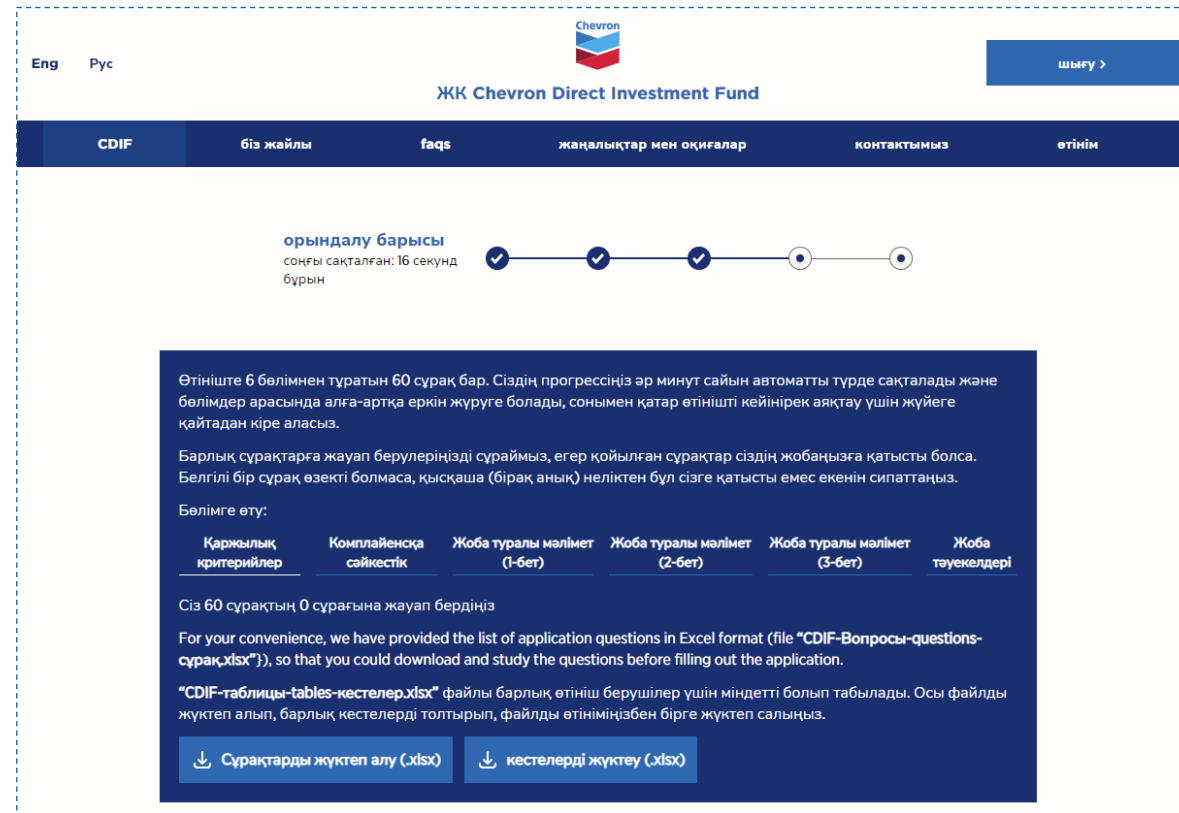 Chevron
Eng Рус
шығу >
ЖК Chevron Direct Investment Fund
CDIF біз жайлы faqs жаңалықтар мен оқиғалар контактымыз өтінім
орындалу барысы
соңғы сақталған: 16 секунд
бұрын
Өтініште 6 бөлімнен тұратын 60 сұрақ бар. Сіздің прогрессіңіз әр минут сайын автоматты түрде сақталады және
бөлімдер арасында алға-артқа еркін жүруге болады, сонымен қатар өтінішті кейінірек аяқтау үшін жүйеге
қайтадан кіре аласыз.
Барлық сұрақтарға жауап берулеріңізді сұраймыз, егер қойылған сұрақтар сіздің жобаңызға қатысты болса.
Белгілі бір сұрақ өзекті болмаса, қысқаша (бірақ анық) неліктен бұл сізге қатысты емес екенін сипаттаңыз.
Бөлімге өту:
Қаржылық Комплайенсқа Жоба туралы мәлімет Жоба туралы мәлімет Жоба туралы мәлімет Жоба
критерийлер сәйкестік (1-бет) (2-бет) (3-бет) тәуекелдері
Сіз 60 сұрақтың 0 сұрағына жауап бердіңіз
For your convenience, we have provided the list of application questions in Excel format (file "CDIF-Вопросы-questions-
сұрақ.xlsx"}), so that you could download and study the questions before filling out the application.
"CDIF-таблицы-tables-кестелер.xlsx" файлы барлық өтініш берушілер үшін міндетті болып табылады. Осы файлды
жүктеп алып, барлық кестелерді толтырып, файлды өтініміңізбен бірге жүктеп салыңыз.
Сұрақтарды жүктеп алу (.xlsx) кестелерді жүктеу (.xlsx)